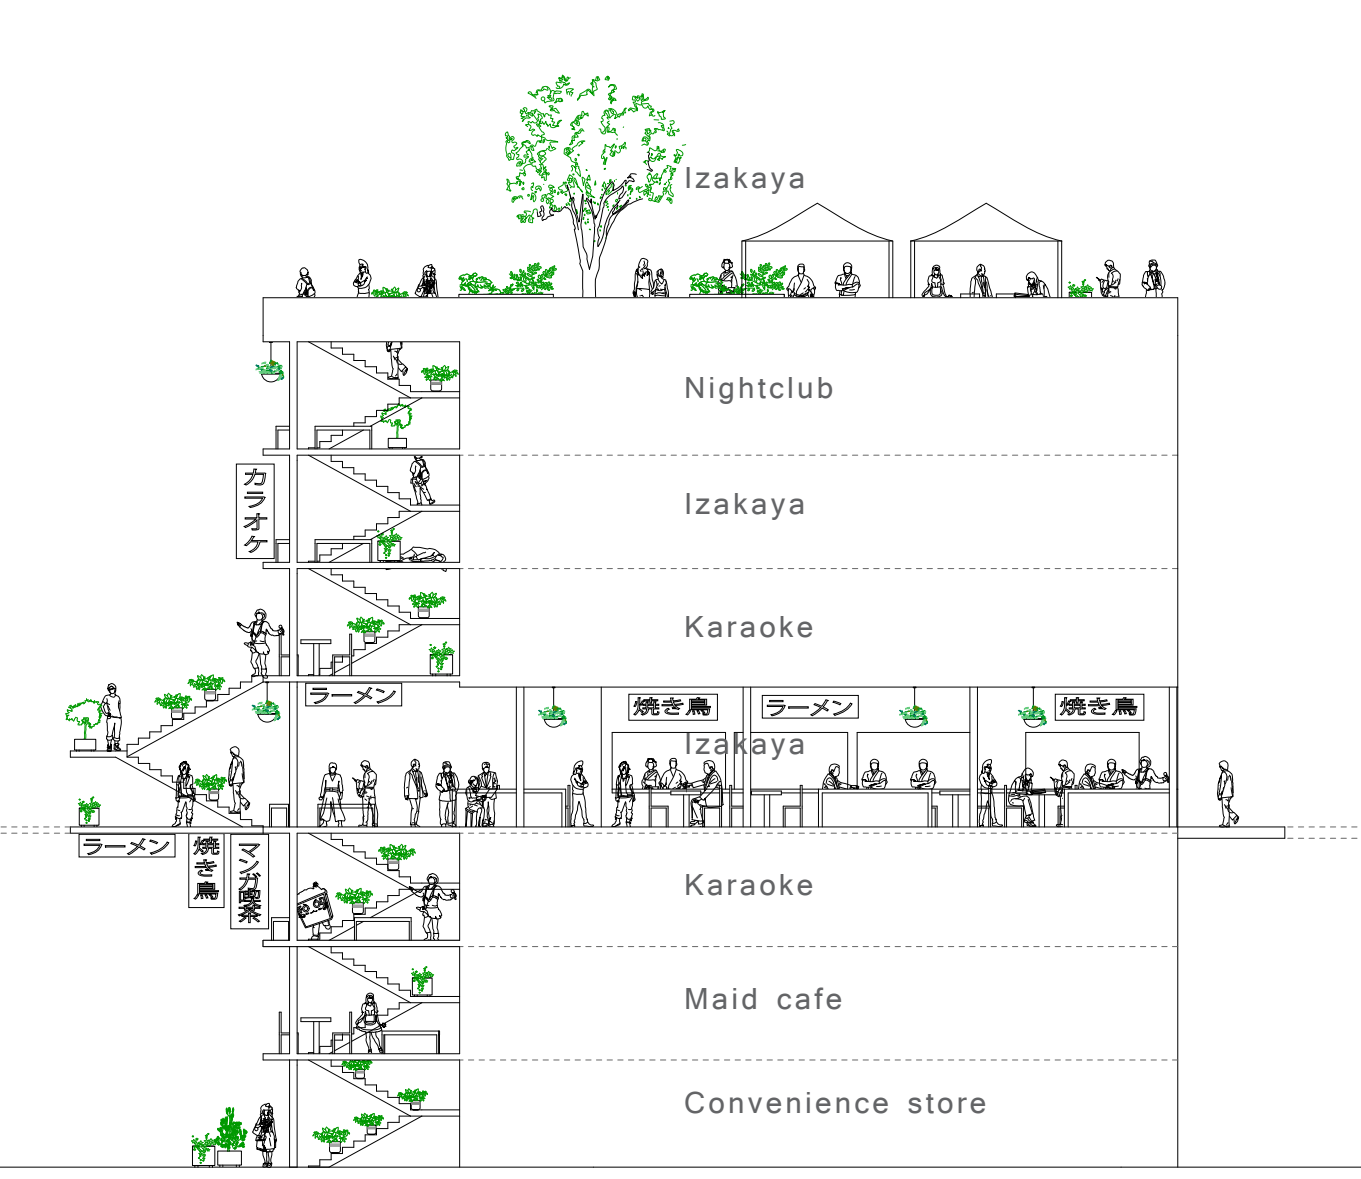 Izakaya
Nightclub
カラオケ
Izakaya
Karaoke
ラーメン
焼き鳥
ラーメン
焼き鳥
Izakaya
ラーメン
焼き鳥
マンガ喫茶
Karaoke
Maid cafe
Convenience store